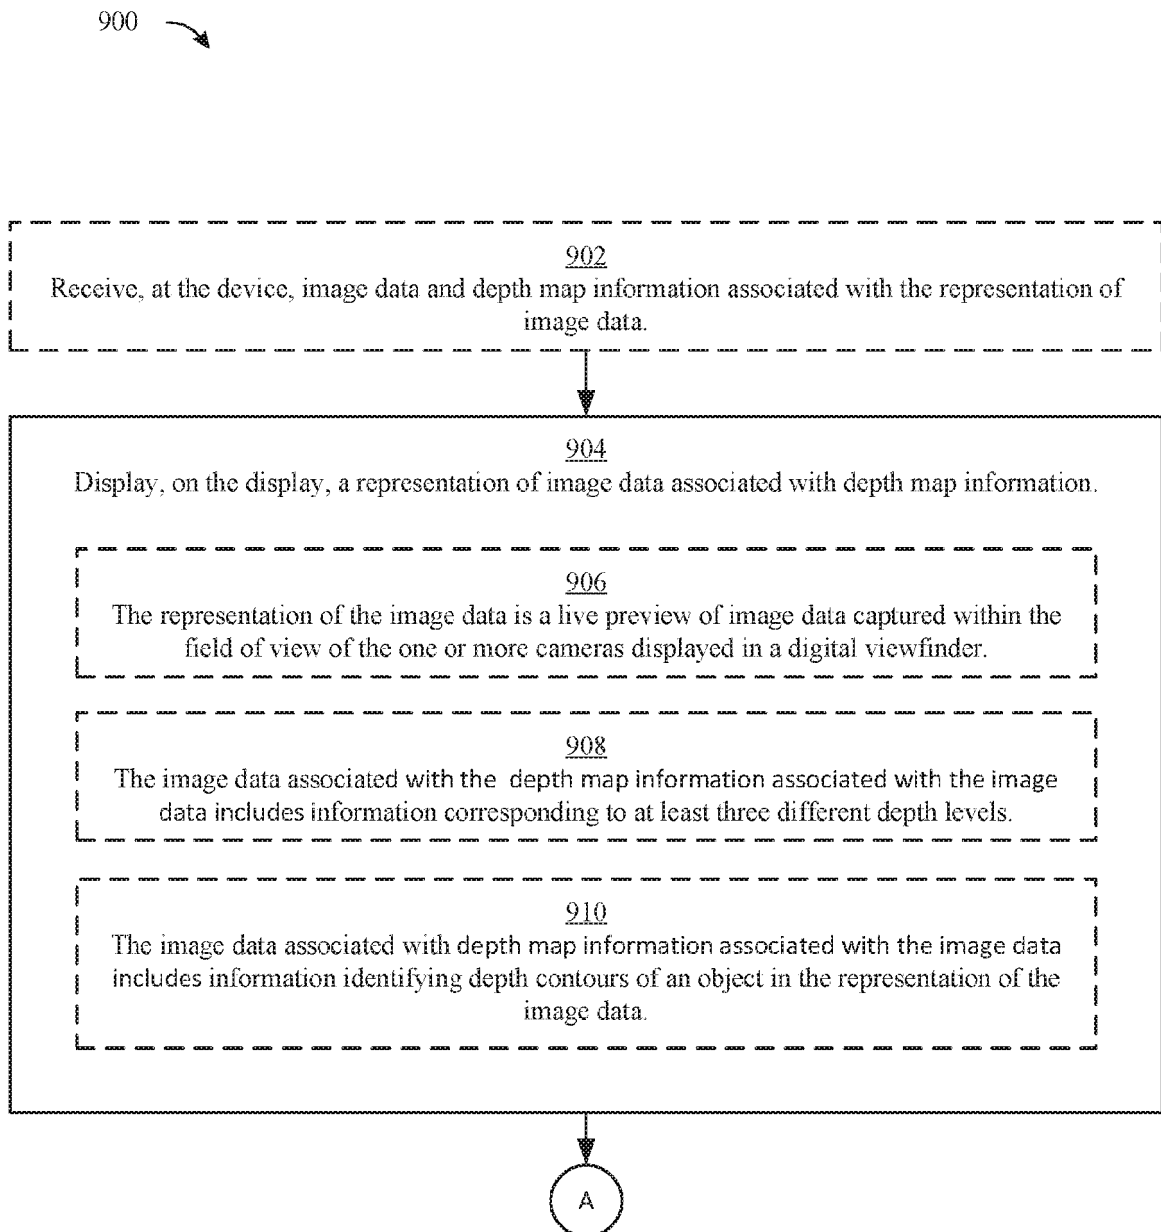 900
902
Receive, at the device, image data and depth map information associated with the representation of
image data.
904
Display, on the display, a representation of image data associated with depth map information.
906
The representation of the image data is a live preview of image data captured within the
field of view of the one or more cameras displayed in a digital viewfinder.
908
The image data associated with the depth map information associated with the image
data includes information corresponding to at least three different depth levels.
910
The image data associated with depth map information associated with the image data
includes information identifying depth contours of an object in the representation of the
image data.
A